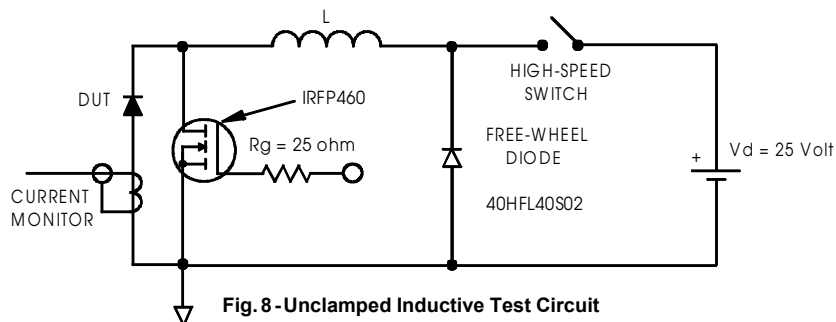 L
HIGH-SPEED
SWITCH
DUT
IRFP460
Rg = 25 ohm
FREE-WHEEL
DIODE
40HFL40S02
+
Vd = 25 Volt
CURRENT
MONITOR
Fig. 8 - Unclamped Inductive Test Circuit